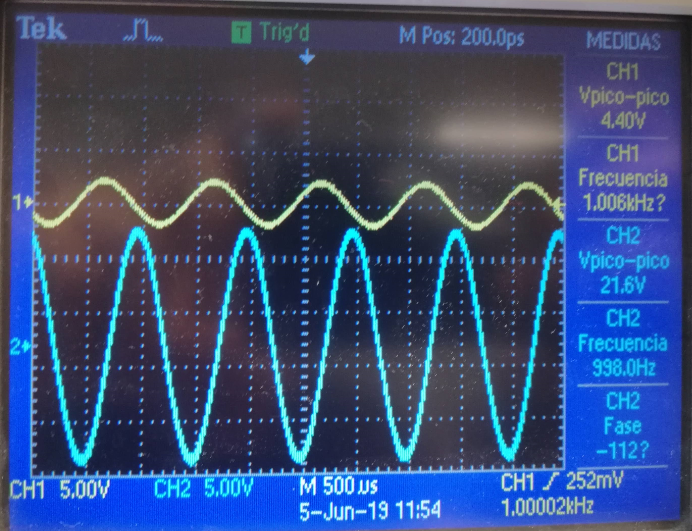 Tek
T Trig'd
M Pos: 200.0ps
MEDIDAS
CH1
Vpico-pico
4.40V
CH1
Frecuencia
1.006kHz?
CH2
Vpico-pico
21.6V
CH2
Frecuencia
998.0Hz
CH2
Fase
-112?
1
2
CH1 5.00V
CH2 5.00V
M 500us
CH1 252mV
5-Jun-19 11:54
1.00002kHz